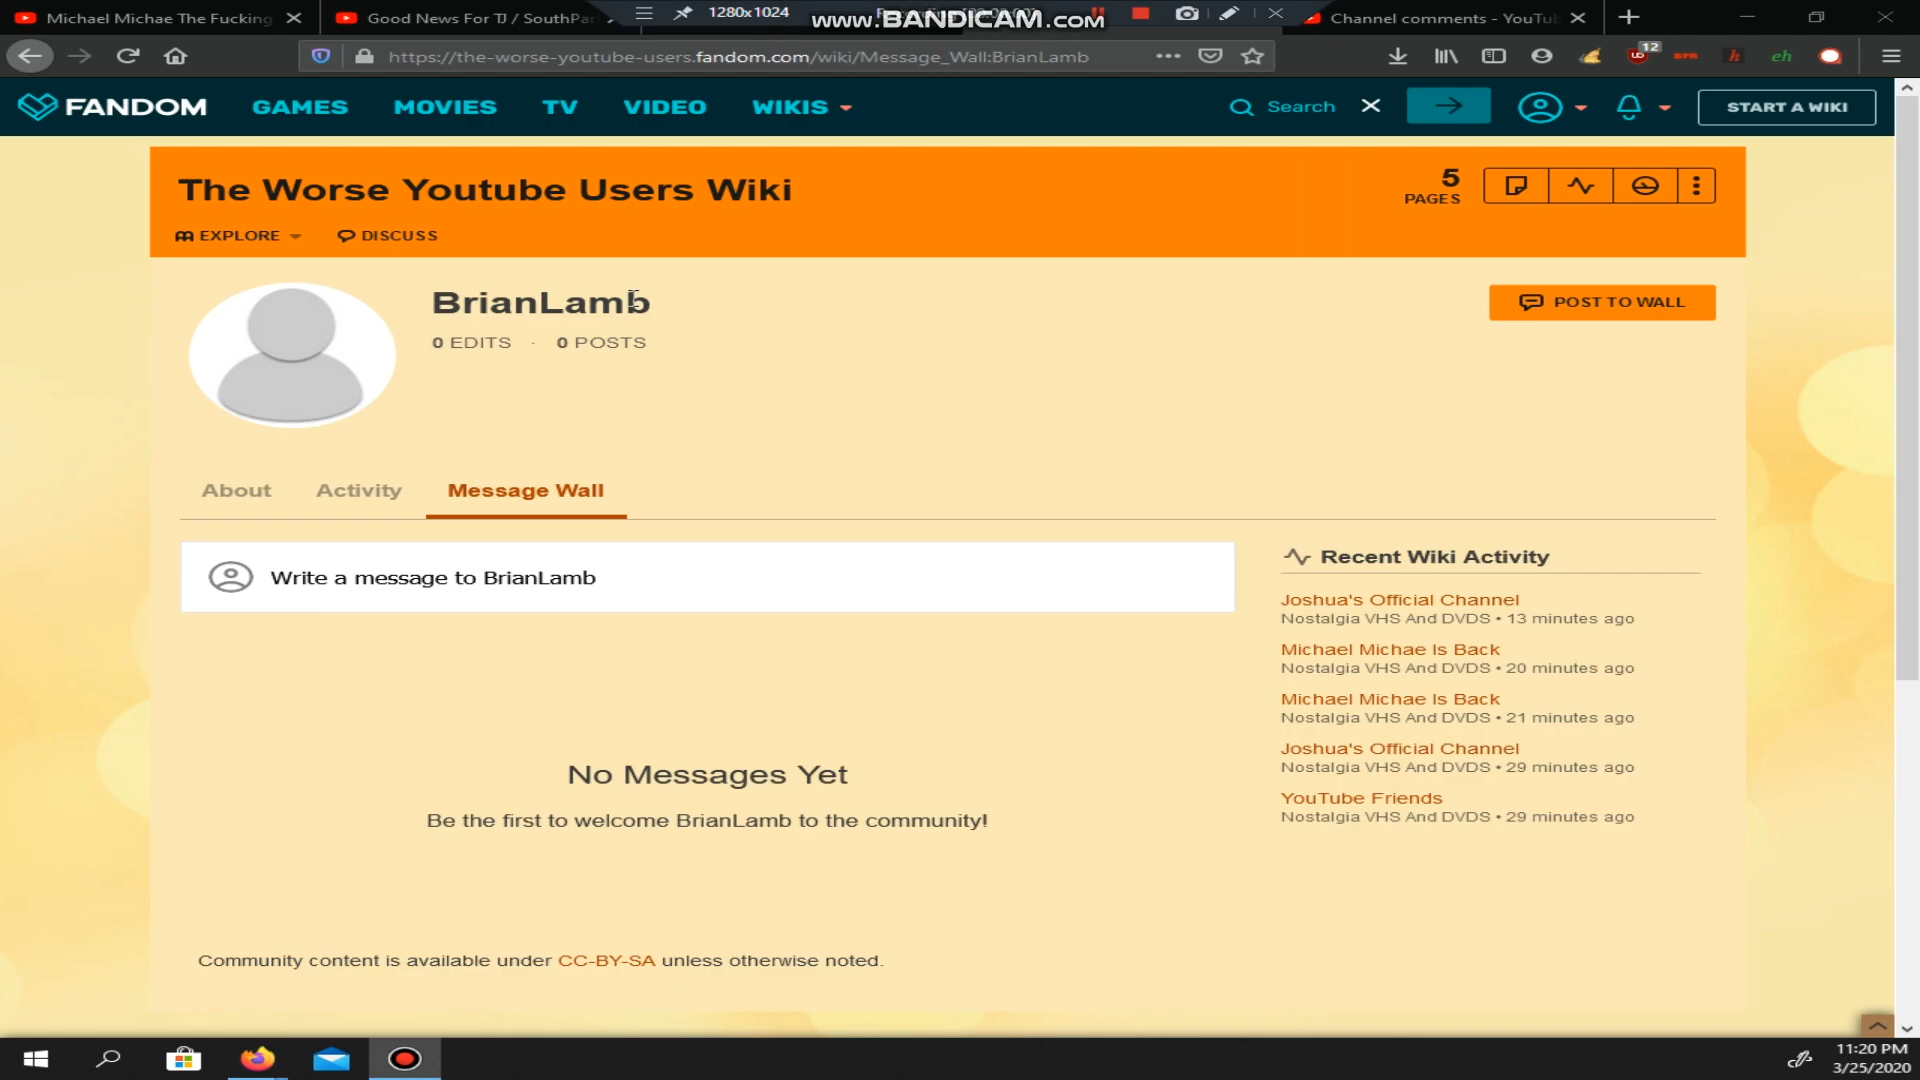 Michael Michae The Fucking
Good News For TJ / SouthPar
1280x1024
www.BANDICAM.com
Channel comments - YouTub
https://the-worse-youtube-users.fandom.com/wiki/Message_Wall:BrianLamb
12
h
eh
FANDOM
GAMES
MOVIES
TV
VIDEO
WIKIS
Search
START A WIKI
The Worse Youtube Users Wiki
5
PAGES
EXPLORE
DISCUSS
BrianLamb
0 EDITS · 0 POSTS
POST TO WALL
About
Activity
Message Wall
Write a message to BrianLamb
No Messages Yet
Be the first to welcome BrianLamb to the community!
Recent Wiki Activity
Joshua's Official Channel
Nostalgia VHS And DVDS • 13 minutes ago
Michael Michae Is Back
Nostalgia VHS And DVDS • 20 minutes ago
Michael Michae Is Back
Nostalgia VHS And DVDS • 21 minutes ago
Joshua's Official Channel
Nostalgia VHS And DVDS • 29 minutes ago
YouTube Friends
Nostalgia VHS And DVDS • 29 minutes ago
Community content is available under CC-BY-SA unless otherwise noted.
11:20 PM
3/25/2020